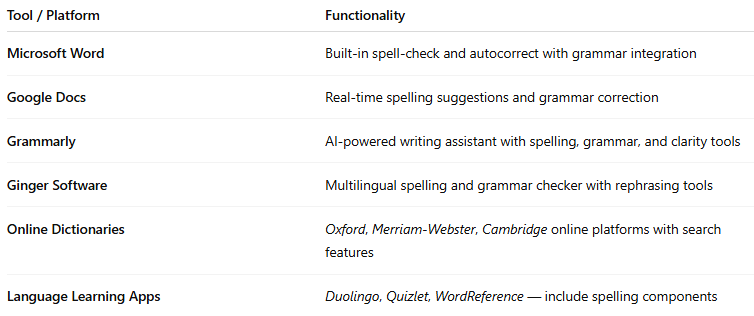 Tool / Platform Functionality
Microsoft Word Built-in spell-check and autocorrect with grammar integration
Google Docs Real-time spelling suggestions and grammar correction
Grammarly AI-powered writing assistant with spelling, grammar, and clarity tools
Ginger Software Multilingual spelling and grammar checker with rephrasing tools
Online Dictionaries Oxford, Merriam-Webster, Cambridge online platforms with search
features
Language Learning Apps Duolingo, Quizlet, WordReference — include spelling components